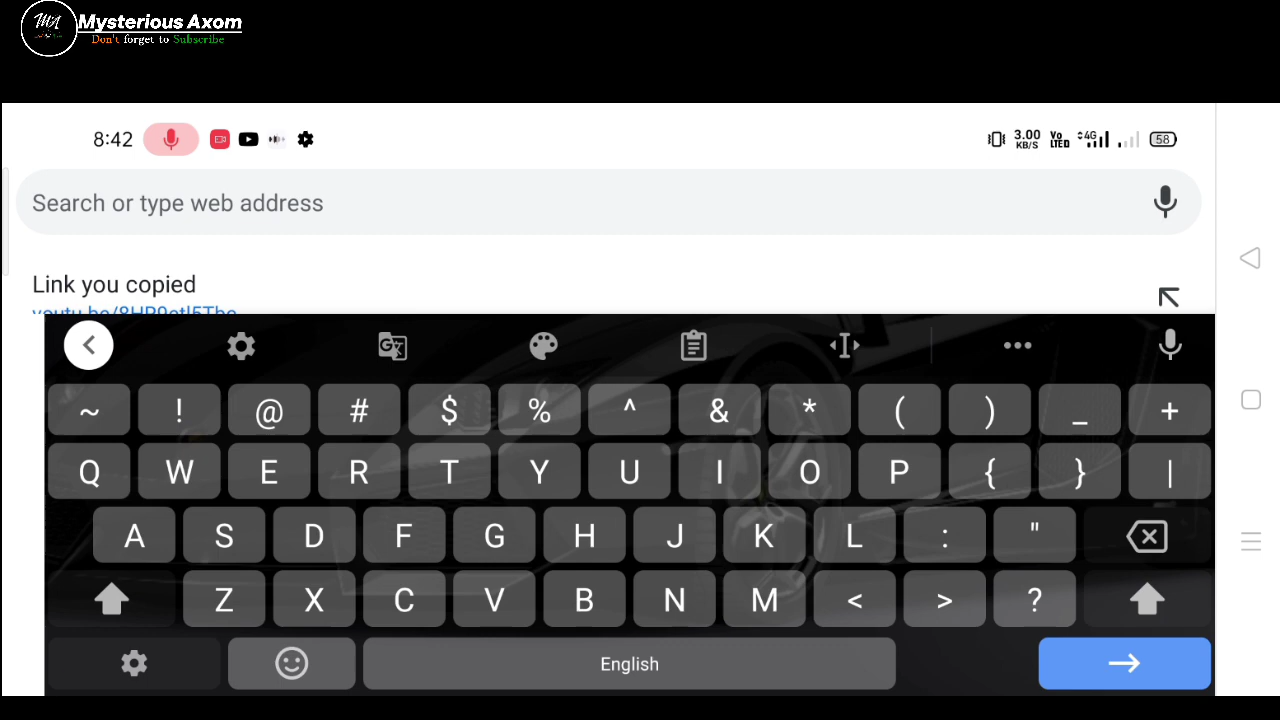 Mysterious Axom
Don't forget to Subscribe
8:42
3.00
KB/S
Vo
LTED
4G
58
Search or type web address
Link you copied
~ ! @ # $ % ^ & * ( ) _ +
Q W E R T Y U I O P { } |
A S D F G H J K L : "
Z X C V B N M < > ?
English